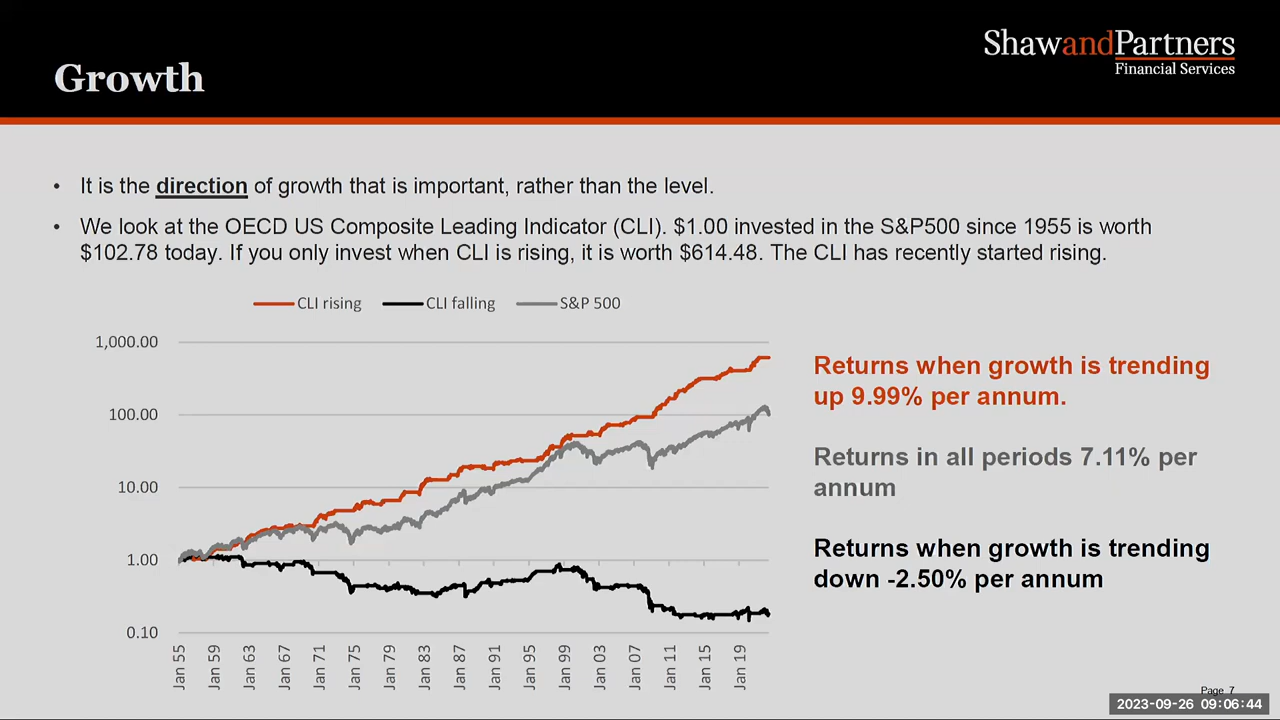 ShawandPartners
Financial Services
Growth
• It is the direction of growth that is important, rather than the level.
• We look at the OECD US Composite Leading Indicator (CLI). $1.00 invested in the S&P500 since 1955 is worth
$102.78 today. If you only invest when CLI is rising, it is worth $614.48. The CLI has recently started rising.
CLI rising CLI falling S&P 500
1,000.00
100.00
10.00
1.00
0.10
Jan 55 Jan 59 Jan 63 Jan 67 Jan 71 Jan 75 Jan 79 Jan 83 Jan 87 Jan 91 Jan 95 Jan 99 Jan 03 Jan 07 Jan 11 Jan 15 Jan 19
Returns when growth is trending
up 9.99% per annum.
Returns in all periods 7.11% per
annum
Returns when growth is trending
down -2.50% per annum
Page 7
2023-09-26 09:06:44